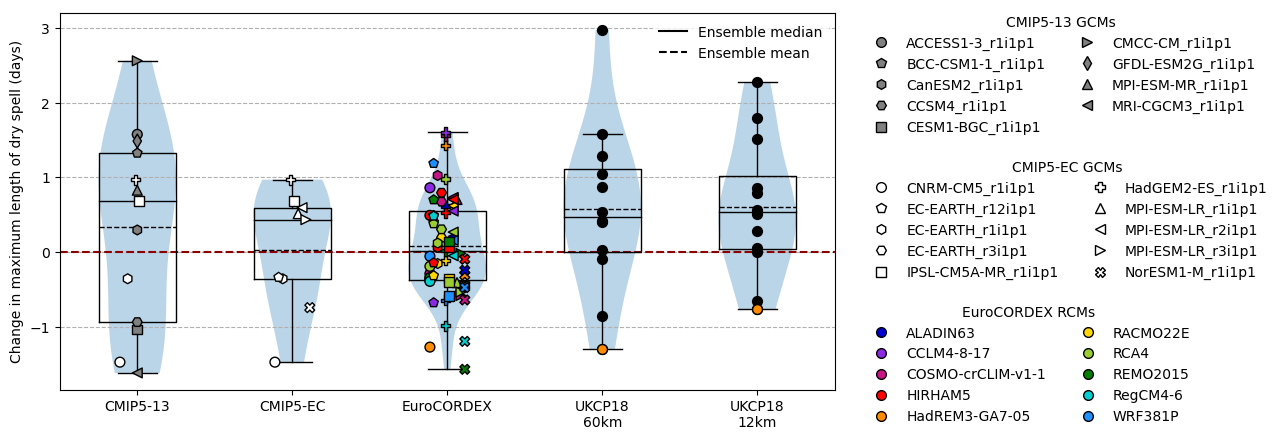 Change in maximum length of dry spell (days)
3
2
1
0
−1
Ensemble median
Ensemble mean
CMIP5-13
CMIP5-EC
EuroCORDEX
UKCP18
60km
UKCP18
12km
CMIP5-13 GCMs
ACCESS1-3_r1i1p1
BCC-CSM1-1_r1i1p1
CanESM2_r1i1p1
CCSM4_r1i1p1
CESM1-BGC_r1i1p1
CMCC-CM_r1i1p1
GFDL-ESM2G_r1i1p1
MPI-ESM-MR_r1i1p1
MRI-CGCM3_r1i1p1
CMIP5-EC GCMs
CNRM-CM5_r1i1p1
EC-EARTH_r12i1p1
EC-EARTH_r1i1p1
EC-EARTH_r3i1p1
IPSL-CM5A-MR_r1i1p1
HadGEM2-ES_r1i1p1
MPI-ESM-LR_r1i1p1
MPI-ESM-LR_r2i1p1
MPI-ESM-LR_r3i1p1
NorESM1-M_r1i1p1
EuroCORDEX RCMs
ALADIN63
CCLM4-8-17
COSMO-crCLIM-v1-1
HIRHAM5
HadREM3-GA7-05
RACMO22E
RCA4
REMO2015
RegCM4-6
WRF381P